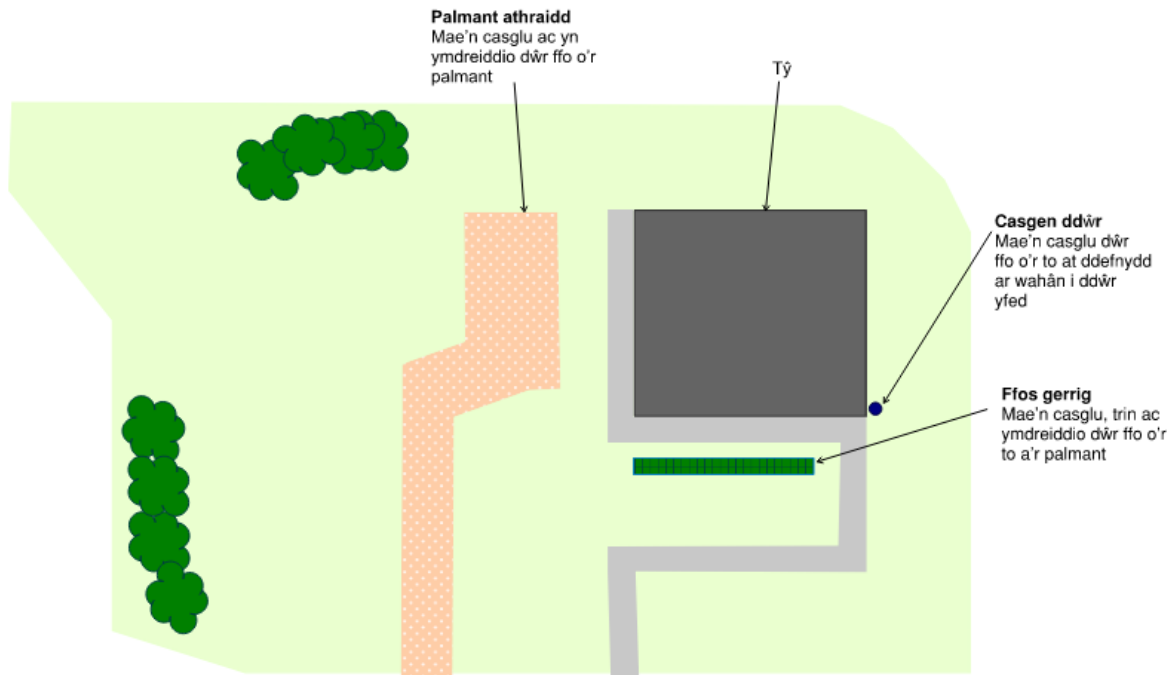 Palmant athraidd
Mae'n casglu ac yn
ymdreiddio dŵr ffo o'r
palmant
Tŷ
Casgen ddŵr
Mae'n casglu dŵr
ffo o'r to at ddefnydd
ar wahân i ddŵr
yfed
Ffos gerrig
Mae'n casglu, trin ac
ymdreiddio dŵr ffo o'r
to a'r palmant